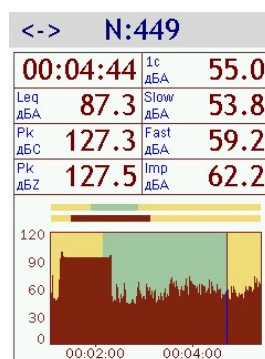 <-> N:449
00:04:44 1с дБА 55.0
Leq дБА 87.3 Slow дБА 53.8
Pk дБС 127.3 Fast дБА 59.2
Pk дБZ 127.5 Imp дБА 62.2
120
90
60
30
0
00:02:00 00:04:00